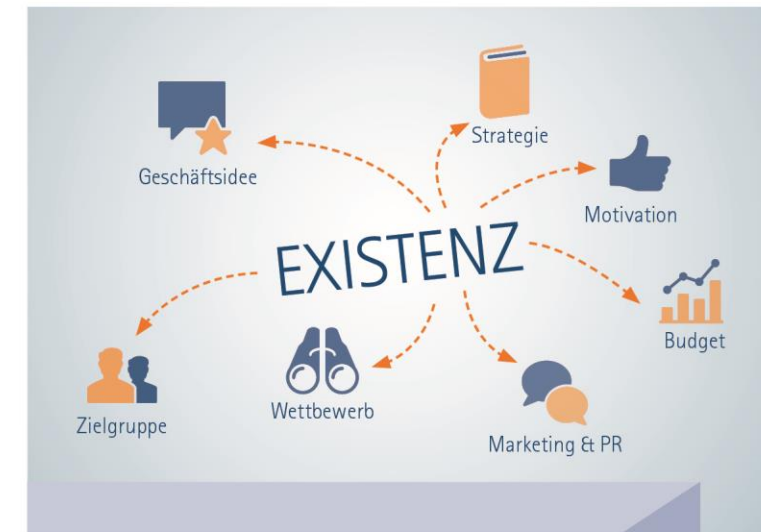 Strategie
Geschäftsidee
Motivation
EXISTENZ
Budget
Wettbewerb
Zielgruppe
Marketing & PR